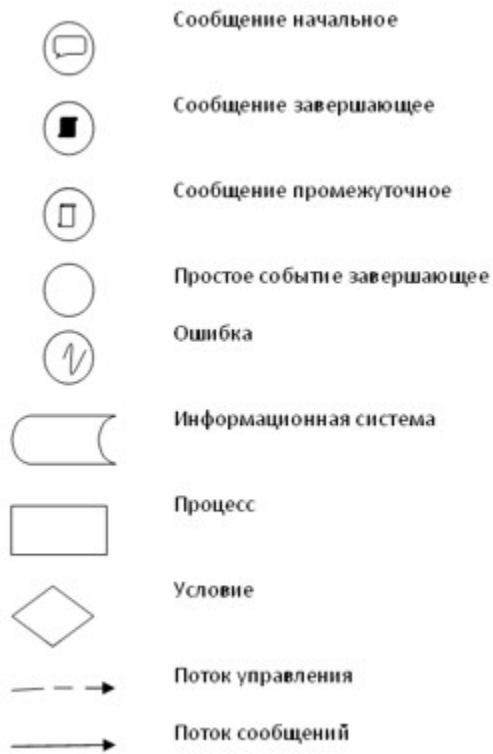 Сообщение начальное
Сообщение завершающее
Сообщение промежуточное
Простое событие завершающее
Ошибка
Информационная система
Процесс
Условие
Поток управления
Поток сообщений